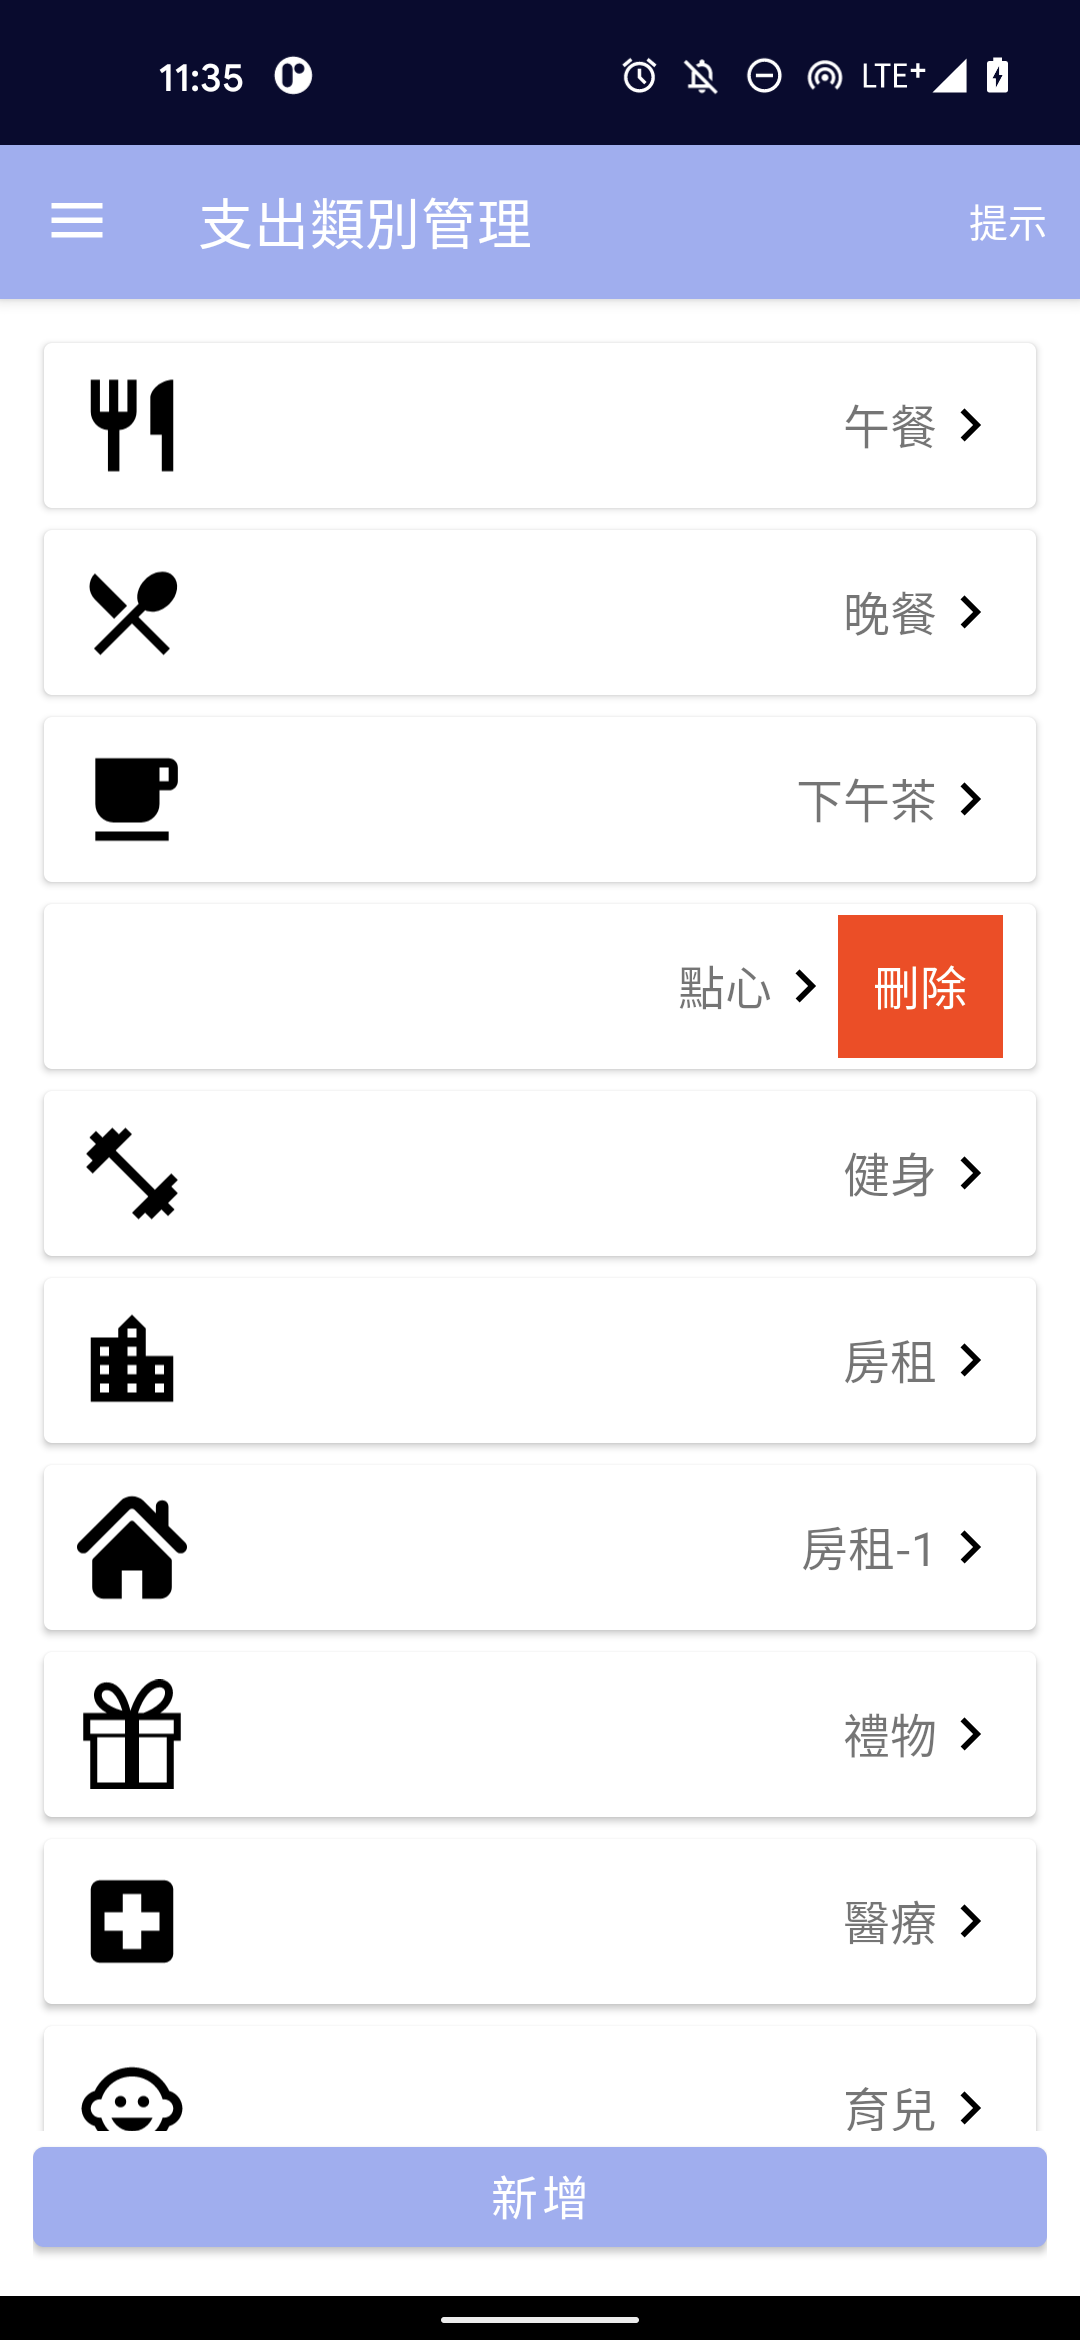 11:35 LTE+
支出類別管理 提示
午餐
晚餐
下午茶
點心 刪除
健身
房租
房租-1
禮物
醫療
育兒
新增